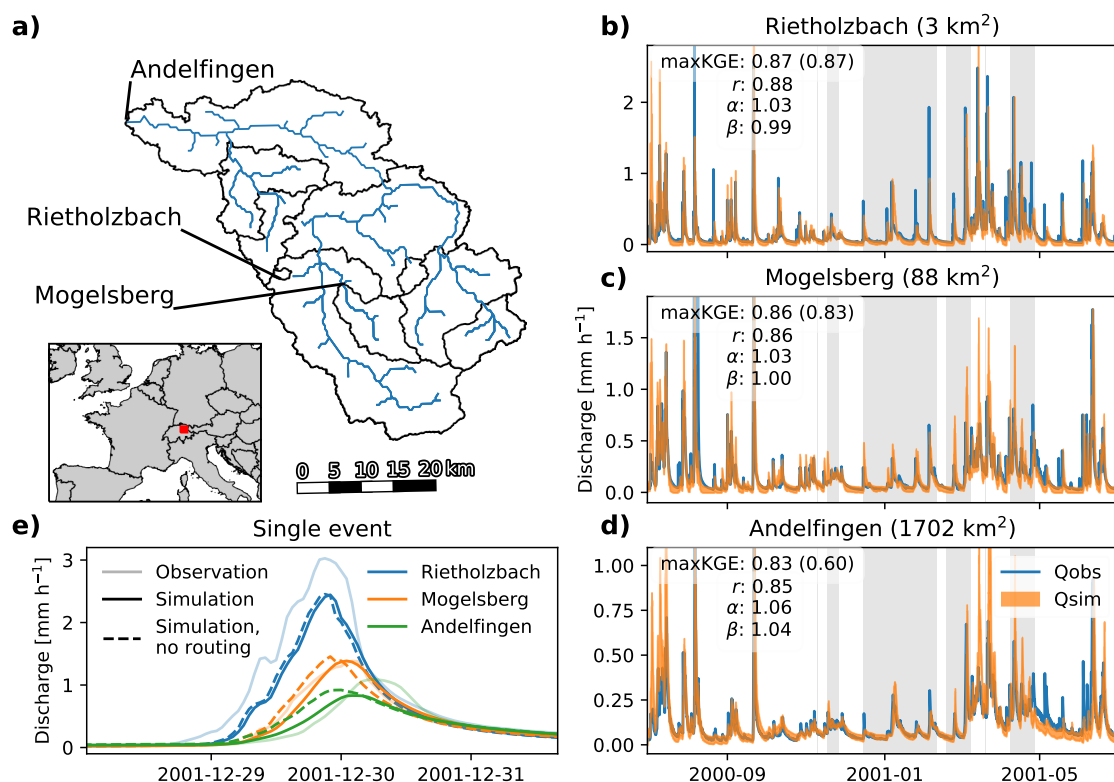 a)
Andelfingen
Rietholzbach
Mogelsberg
0 5 10 15 20 km
b)
Rietholzbach (3 km²)
maxKGE: 0.87 (0.87)
r: 0.88
α: 1.03
β: 0.99
2
1
0
c)
Mogelsberg (88 km²)
maxKGE: 0.86 (0.83)
r: 0.86
α: 1.03
β: 1.00
1.5
1.0
0.5
0.0
Discharge [mm h⁻¹]
d)
Andelfingen (1702 km²)
maxKGE: 0.83 (0.60)
r: 0.85
α: 1.06
β: 1.04
Qobs
Qsim
1.00
0.75
0.50
0.25
0.00
2000-09 2001-01 2001-05
e)
Single event
Observation
Simulation
Simulation,
no routing
Rietholzbach
Mogelsberg
Andelfingen
3
2
1
0
Discharge [mm h⁻¹]
2001-12-29 2001-12-30 2001-12-31